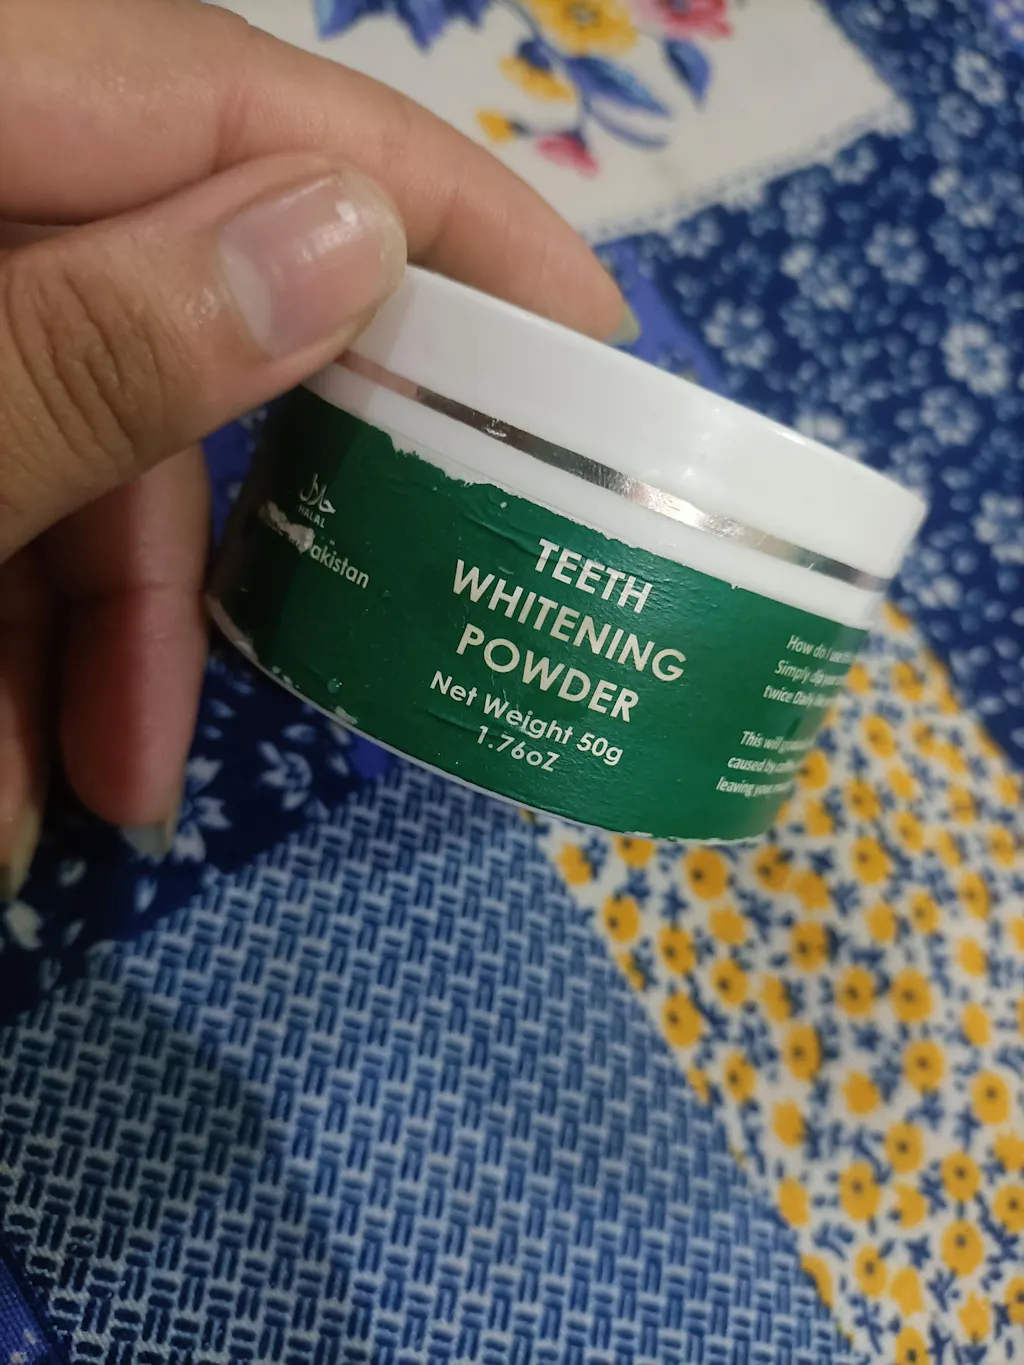 حلال
HALAL
akistan
TEETH
WHITENING
POWDER
Net Weight 50g
1.76oZ
How do I use
Simply dip your
twice Daily
This will
caused by
leaving your